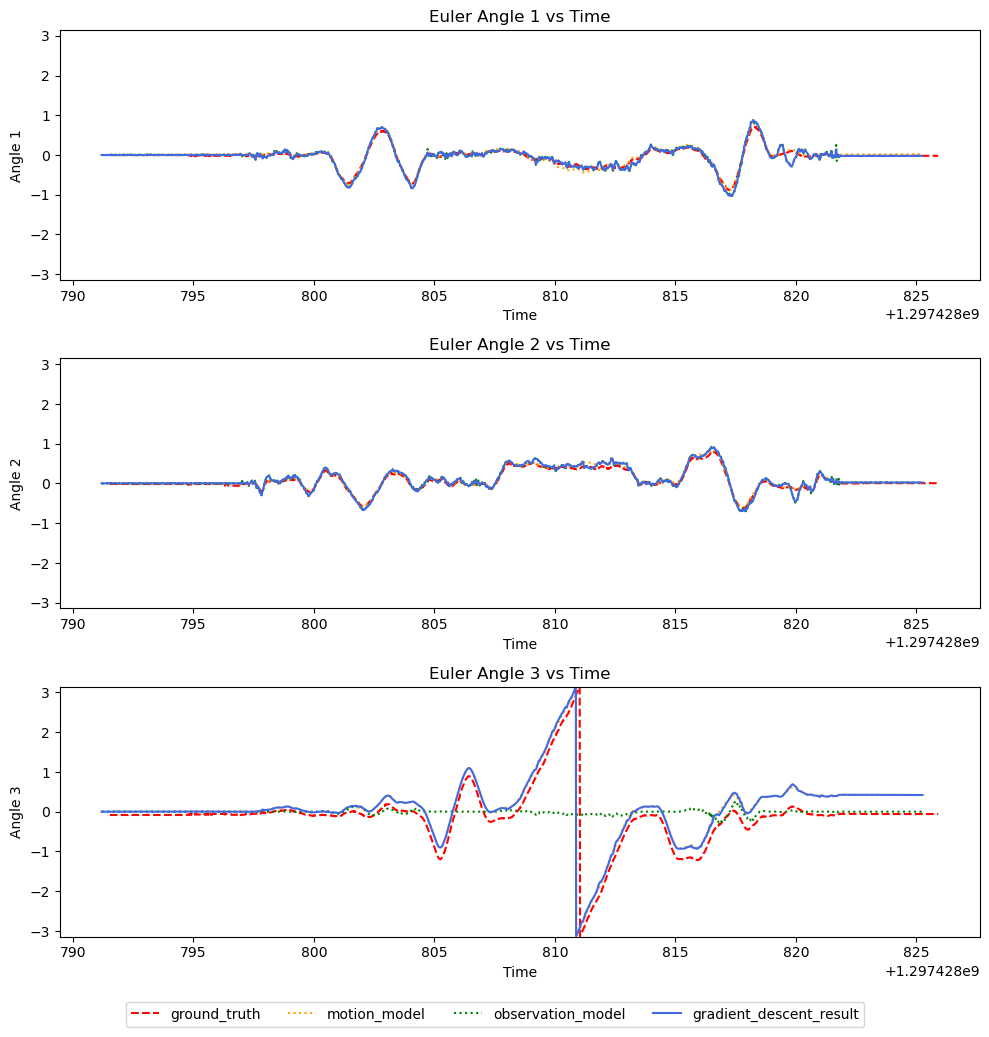 Euler Angle 1 vs Time
3
2
1
0
−1
−2
−3
Angle 1
790 795 800 805 810 815 820 825
Time
+1.297428e9
Euler Angle 2 vs Time
3
2
1
0
−1
−2
−3
Angle 2
790 795 800 805 810 815 820 825
Time
+1.297428e9
Euler Angle 3 vs Time
3
2
1
0
−1
−2
−3
Angle 3
790 795 800 805 810 815 820 825
Time
+1.297428e9
ground_truth motion_model observation_model gradient_descent_result